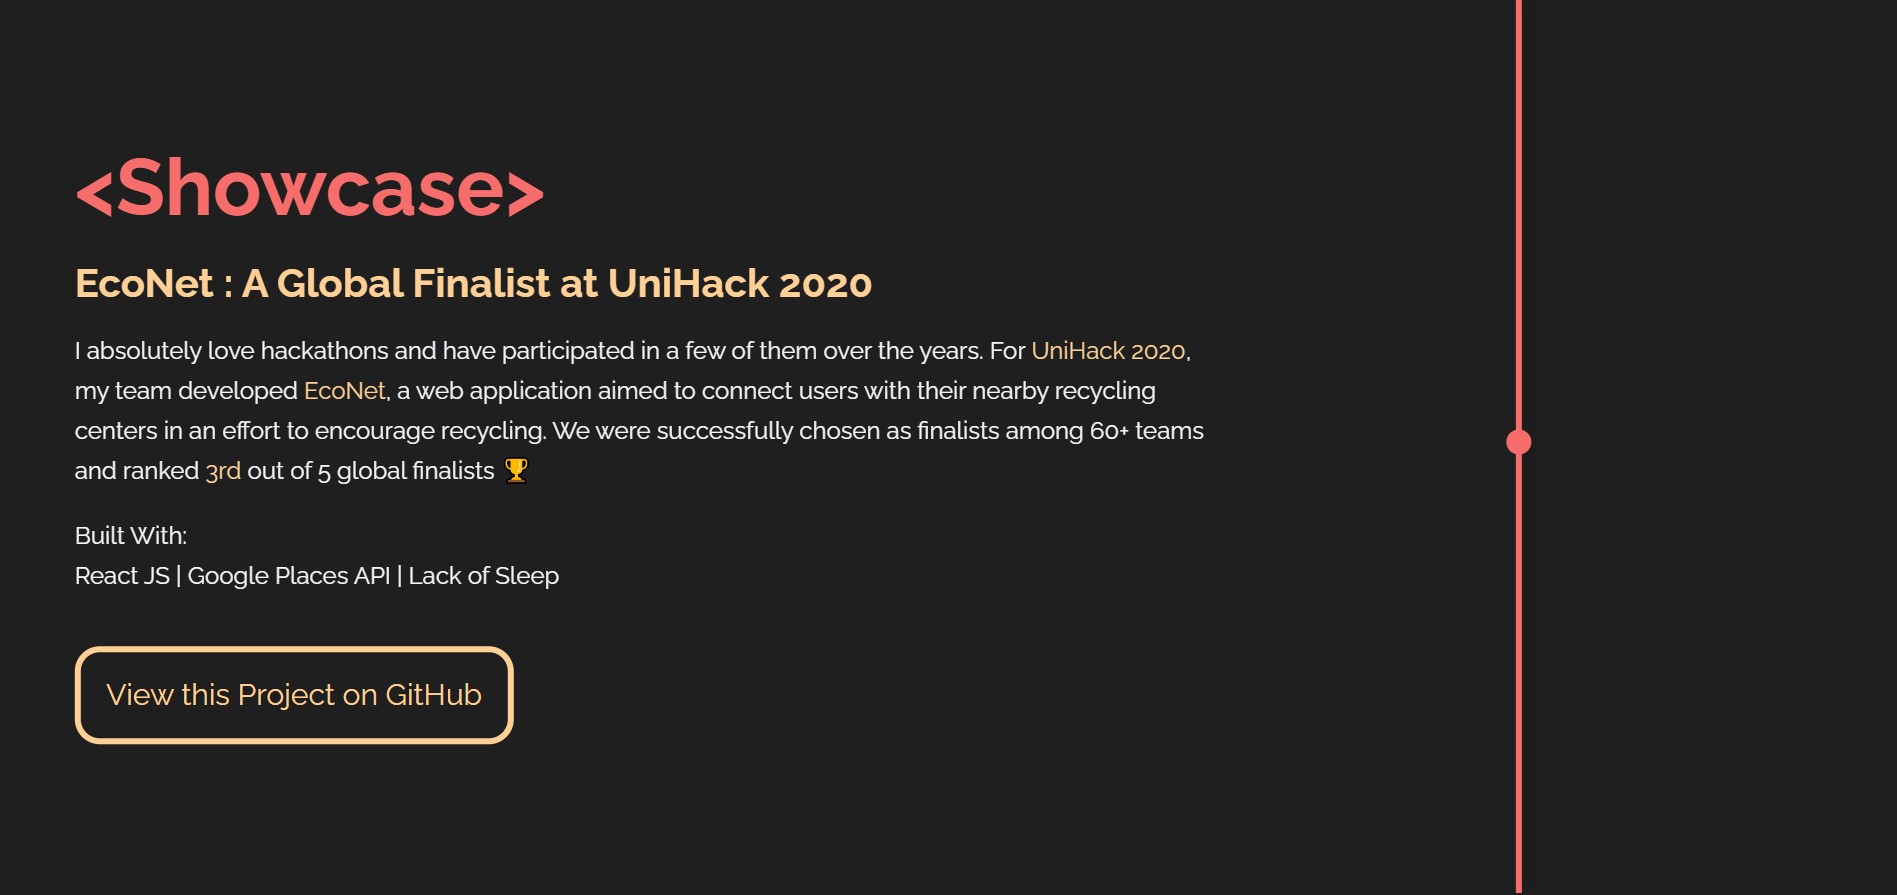 <Showcase>
EcoNet : A Global Finalist at UniHack 2020
I absolutely love hackathons and have participated in a few of them over the years. For UniHack 2020,
my team developed EcoNet, a web application aimed to connect users with their nearby recycling
centers in an effort to encourage recycling. We were successfully chosen as finalists among 60+ teams
and ranked 3rd out of 5 global finalists 🏆
Built With:
React JS | Google Places API | Lack of Sleep
View this Project on GitHub